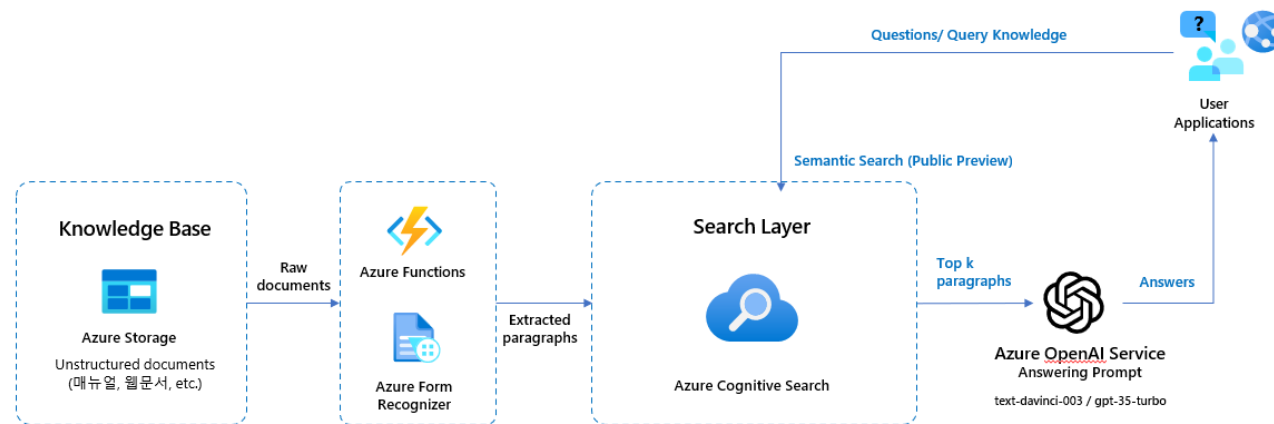 Questions/ Query Knowledge
?
User
Applications
Semantic Search (Public Preview)
Knowledge Base
Azure Storage
Unstructured documents
(매뉴얼, 웹문서, etc.)
Raw
documents
Azure Functions
Azure Form
Recognizer
Extracted
paragraphs
Search Layer
Azure Cognitive Search
Top k
paragraphs
Azure OpenAI Service
Answering Prompt
text-davinci-003 / gpt-35-turbo
Answers